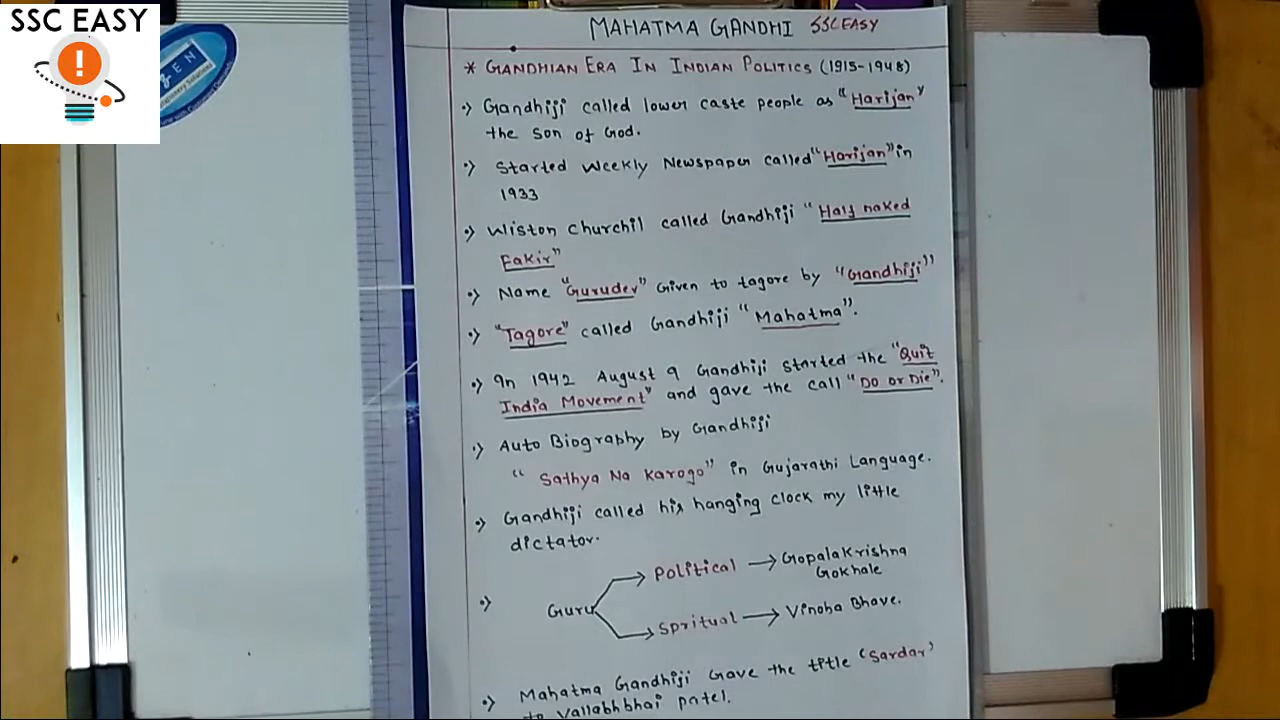 SSC EASY
MAHATMA GANDHI SSC EASY
* GANDHIAN ERA IN INDIAN POLITICS (1915-1948)
Gandhiji called lower caste people as "Harijan"
the son of God.
Started Weekly Newspaper called "Harijan" in
1933
Wiston Churchil called Gandhiji "Half naked
Fakir"
Name "Gurudev" Given to tagore by "Gandhiji"
"Tagore" called Gandhiji "Mahatma".
In 1942 August 9 Gandhiji started the "Quit
India Movement" and gave the call "Do or Die".
Auto Biography by Gandhiji
"Sathya Na Karogo" in Gujarathi Language.
Gandhiji called his hanging clock my little
dictator.
Guru
Political → Gopalakrishna
Gokhale
Spritual → Vinoba Bhave.
Mahatma Gandhiji Gave the title "Sardar"
to Vallabhbhai patel.